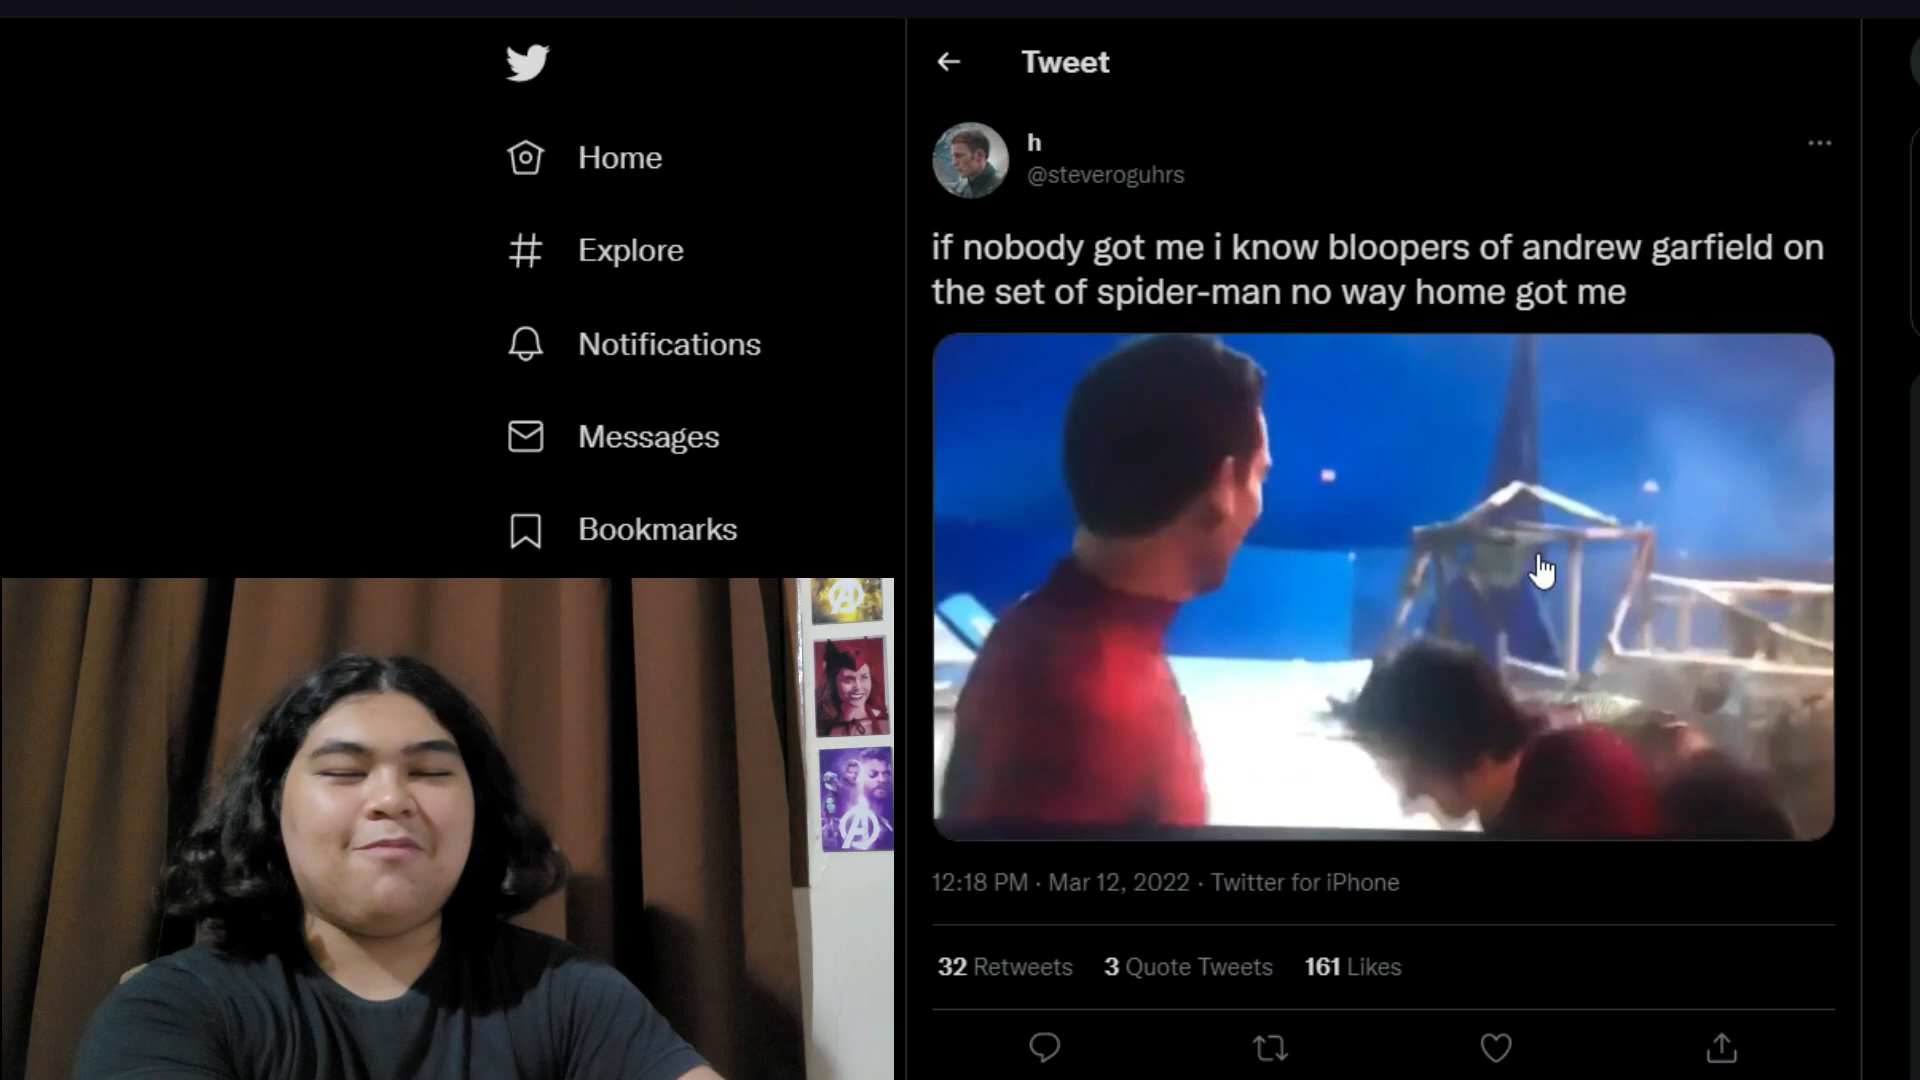 Home
Explore
Notifications
Messages
Bookmarks
Tweet
h
@steveroguhrs
if nobody got me i know bloopers of andrew garfield on
the set of spider-man no way home got me
12:18 PM · Mar 12, 2022 · Twitter for iPhone
32 Retweets 3 Quote Tweets 161 Likes